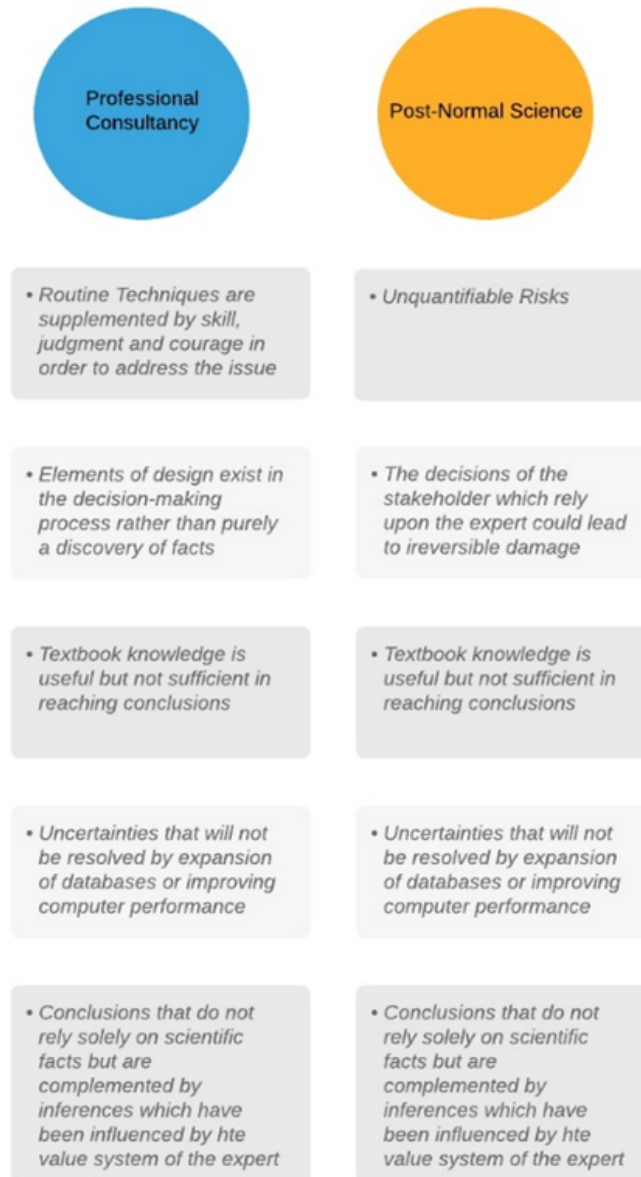 Professional
Consultancy
Post-Normal Science
• Routine Techniques are
supplemented by skill,
judgment and courage in
order to address the issue
• Unquantifiable Risks
• Elements of design exist in
the decision-making
process rather than purely
a discovery of facts
• The decisions of the
stakeholder which rely
upon the expert could lead
to ireversible damage
• Textbook knowledge is
useful but not sufficient in
reaching conclusions
• Textbook knowledge is
useful but not sufficient in
reaching conclusions
• Uncertainties that will not
be resolved by expansion
of databases or improving
computer performance
• Uncertainties that will not
be resolved by expansion
of databases or improving
computer performance
• Conclusions that do not
rely solely on scientific
facts but are
complemented by
inferences which have
been influenced by hte
value system of the expert
• Conclusions that do not
rely solely on scientific
facts but are
complemented by
inferences which have
been influenced by hte
value system of the expert